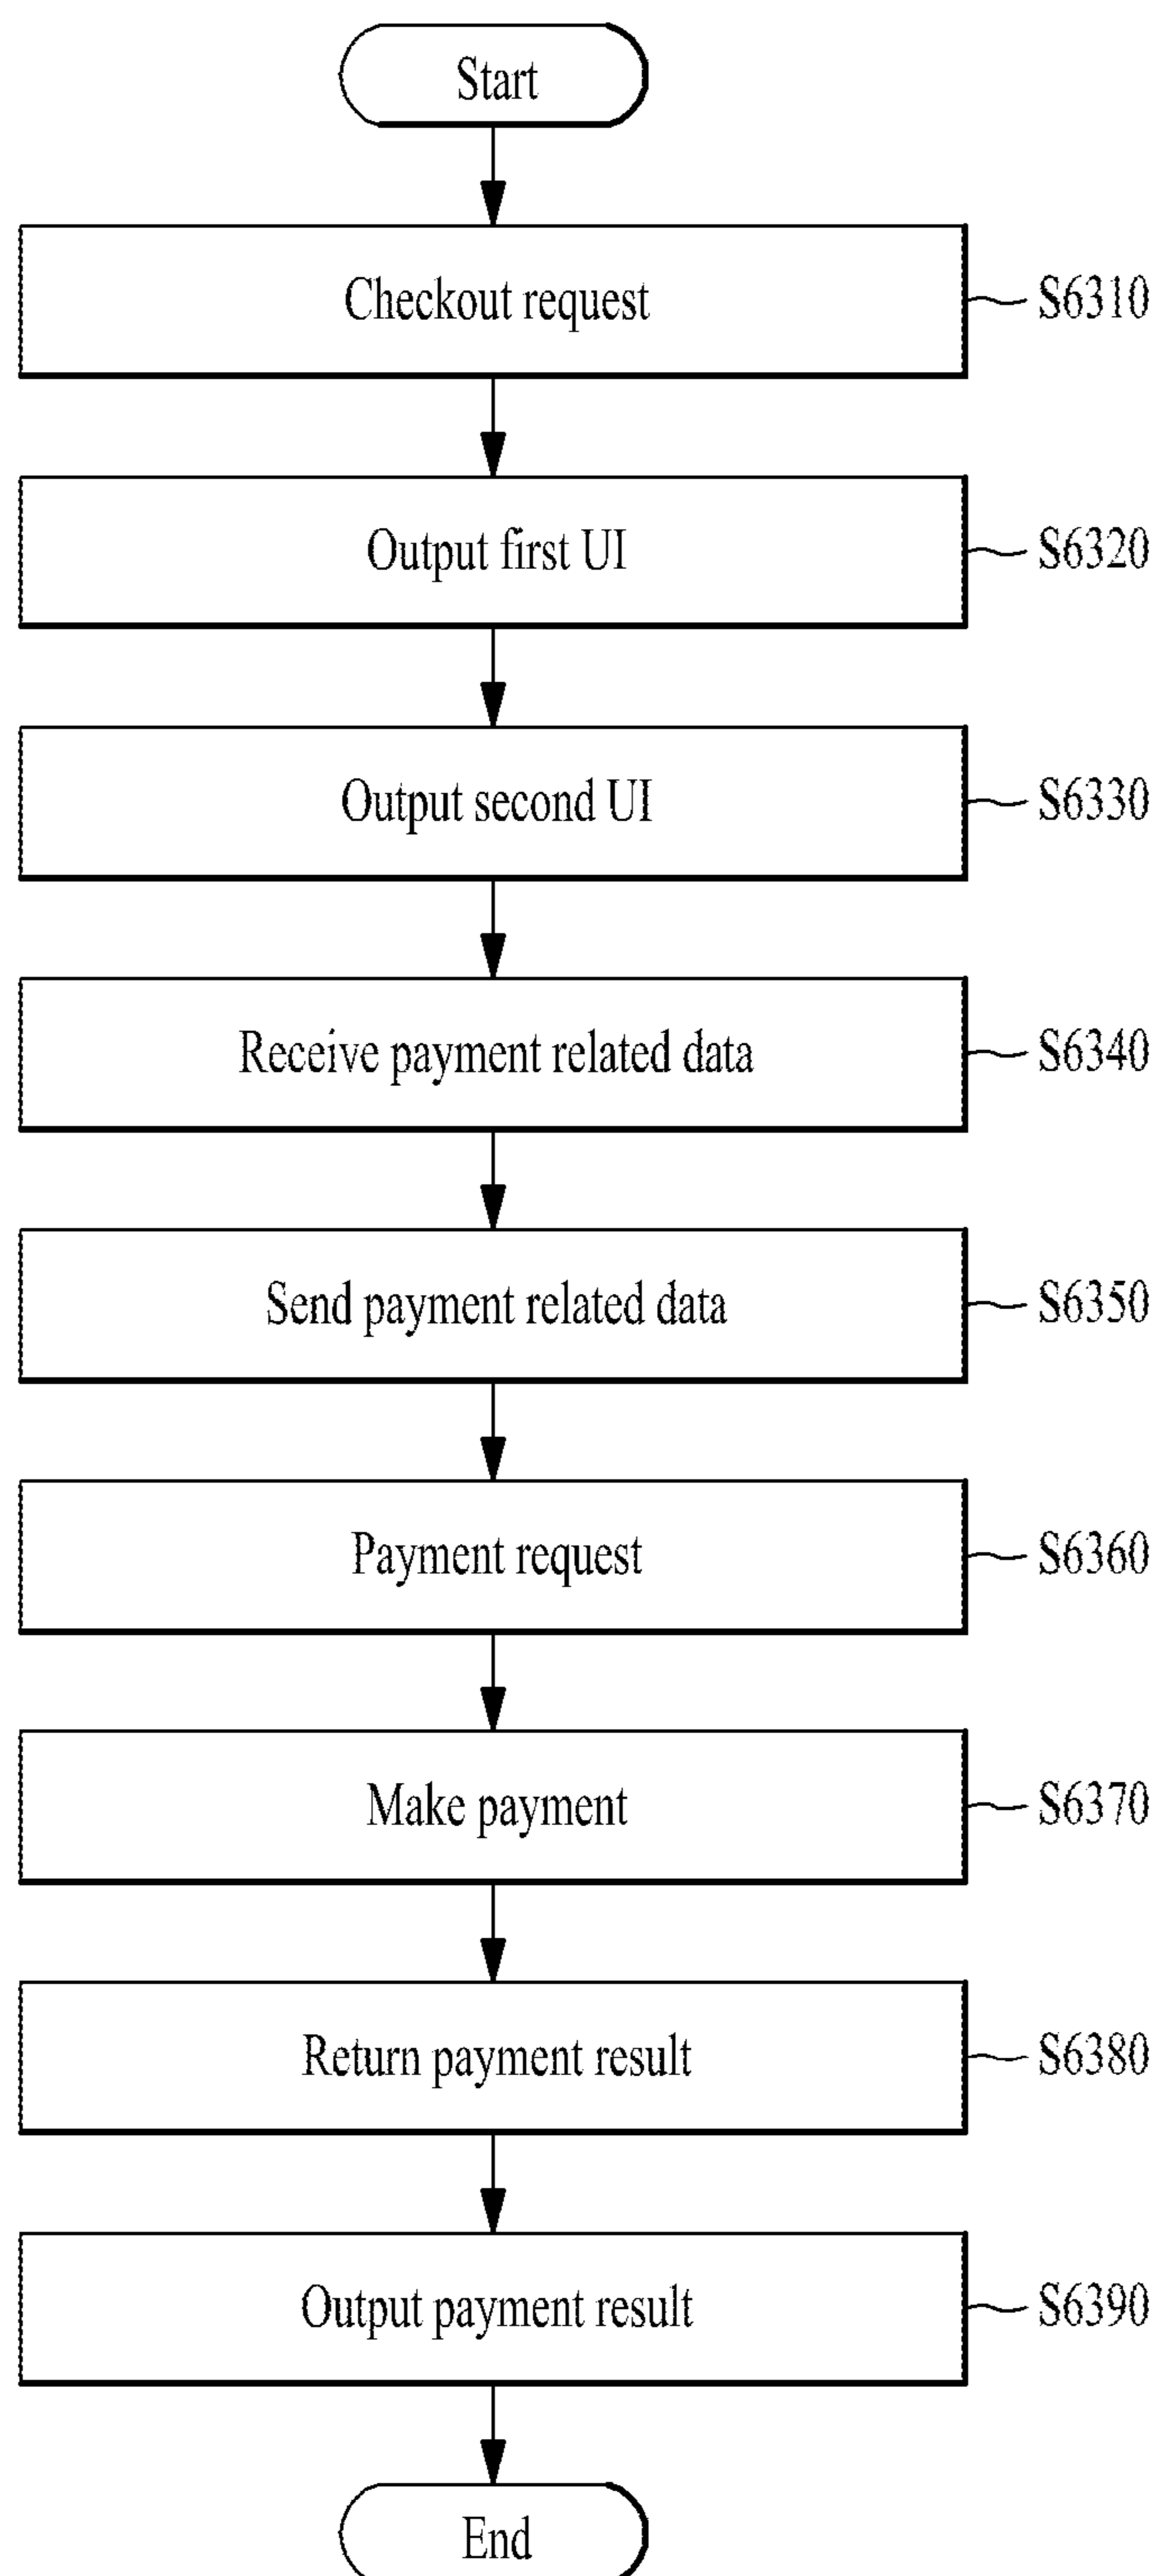 Start
Checkout request
S6310
Output first UI
S6320
Output second UI
S6330
Receive payment related data
S6340
Send payment related data
S6350
Payment request
S6360
Make payment
S6370
Return payment result
S6380
Output payment result
S6390
End